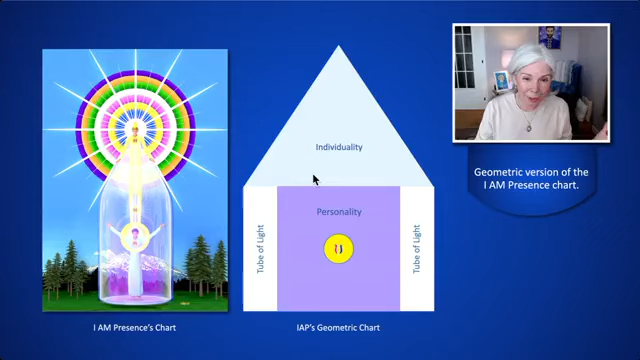 Individuality
Personality
Tube of Light
Tube of Light
I AM Presence's Chart
IAP's Geometric Chart
Geometric version of the
I AM Presence chart.